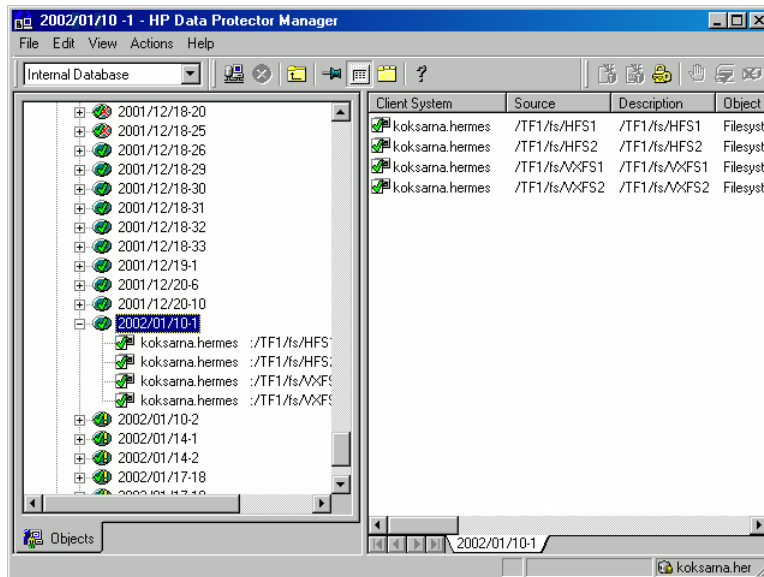 2002/01/10 -1 - HP Data Protector Manager
File Edit View Actions Help
Internal Database
2001/12/18-20
2001/12/18-25
2001/12/18-26
2001/12/18-29
2001/12/18-30
2001/12/18-31
2001/12/18-32
2001/12/18-33
2001/12/19-1
2001/12/20-6
2001/12/20-10
2002/01/10-1
koksarna.hermes :/TF1/fs/HFS
koksarna.hermes :/TF1/fs/HFS
koksarna.hermes :/TF1/fs/VXFS
koksarna.hermes :/TF1/fs/VXFS
2002/01/10-2
2002/01/14-1
2002/01/14-2
2002/01/17-18
Objects
Client System Source Description Object
koksarna.hermes /TF1/fs/HFS1 /TF1/fs/HFS1 Filesyst
koksarna.hermes /TF1/fs/HFS2 /TF1/fs/HFS2 Filesyst
koksarna.hermes /TF1/fs/VXFS1 /TF1/fs/VXFS1 Filesyst
koksarna.hermes /TF1/fs/VXFS2 /TF1/fs/VXFS2 Filesyst
2002/01/10-1
koksarna.her